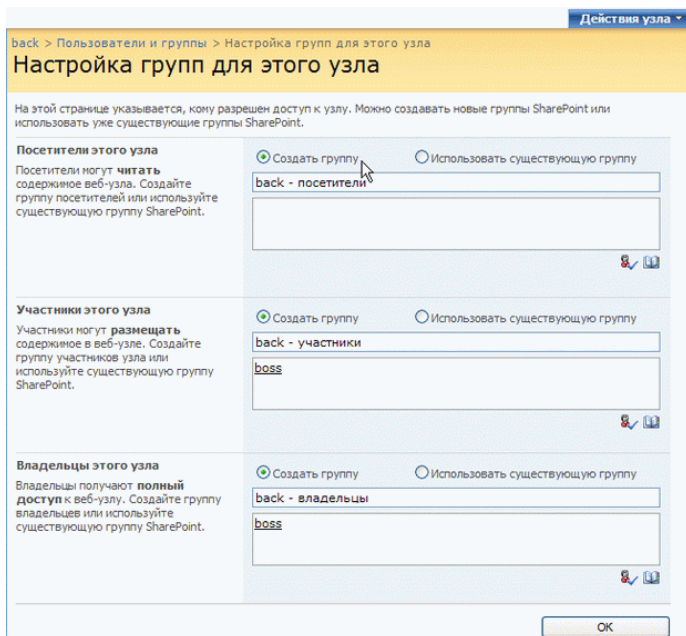 Действия узла
back > Пользователи и группы > Настройка групп для этого узла
Настройка групп для этого узла
На этой странице указывается, кому разрешен доступ к узлу. Можно создавать новые группы SharePoint или
использовать уже существующие группы SharePoint.
Посетители этого узла
Посетители могут читать
содержимое веб-узла. Создайте
группу посетителей или используйте
существующую группу SharePoint.
Создать группу
Использовать существующую группу
back - посетители
Участники этого узла
Участники могут размещать
содержимое в веб-узле. Создайте
группу участников узла или
используйте существующую группу
SharePoint.
Создать группу
Использовать существующую группу
back - участники
boss
Владельцы этого узла
Владельцы получают полный
доступ к веб-узлу. Создайте группу
владельцев или используйте
существующую группу SharePoint.
Создать группу
Использовать существующую группу
back - владельцы
boss
OK